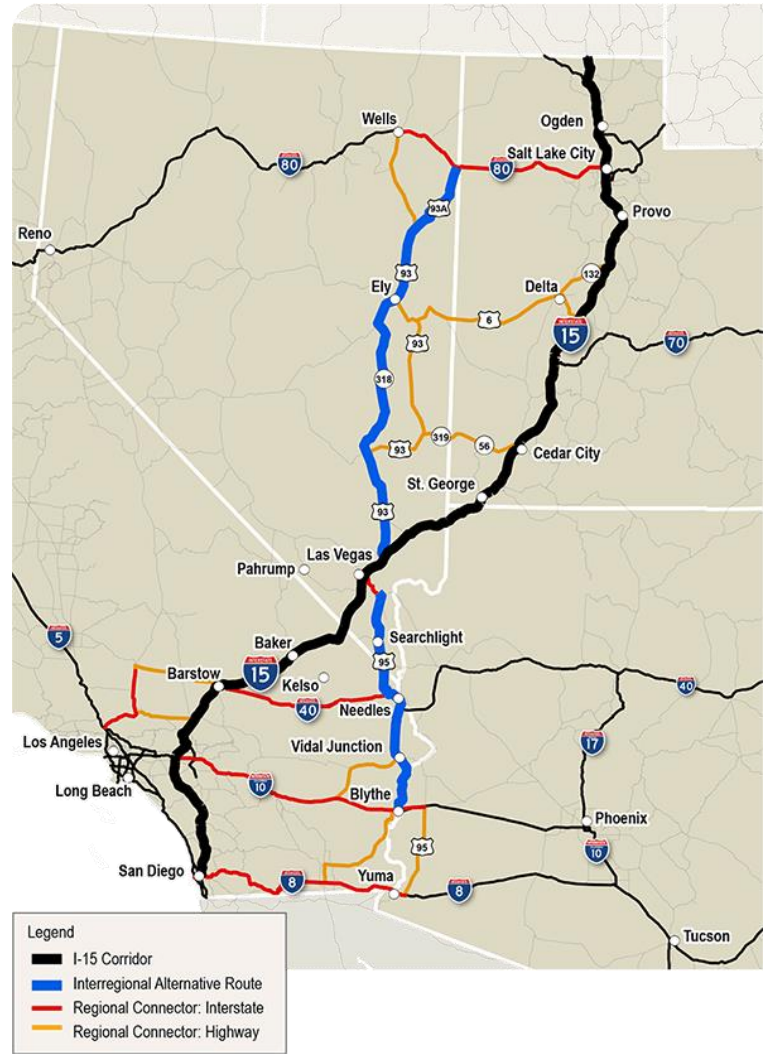 Wells
Ogden
Salt Lake City
80
80
93A
Provo
Reno
93
Ely
Delta
132
6
93
15
70
318
319
56
93
Cedar City
St. George
93
Las Vegas
Pahrump
5
Baker
Searchlight
15
95
Barstow
Kelso
40
40
Needles
Los Angeles
Vidal Junction
17
10
Long Beach
Blythe
Phoenix
95
10
San Diego
8
Yuma
8
Tucson
Legend
I-15 Corridor
Interregional Alternative Route
Regional Connector: Interstate
Regional Connector: Highway